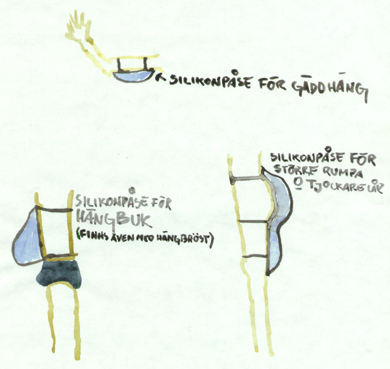 SILIKONPÅSE FÖR GÄDDHÄNG
SILIKONPÅSE FÖR
STÖRRE RUMPA
O TJOCKARE LÅR
SILIKONPÅSE FÖR
HÄNGBUK
(FINNS ÄVEN MED HÄNGBRÖST)